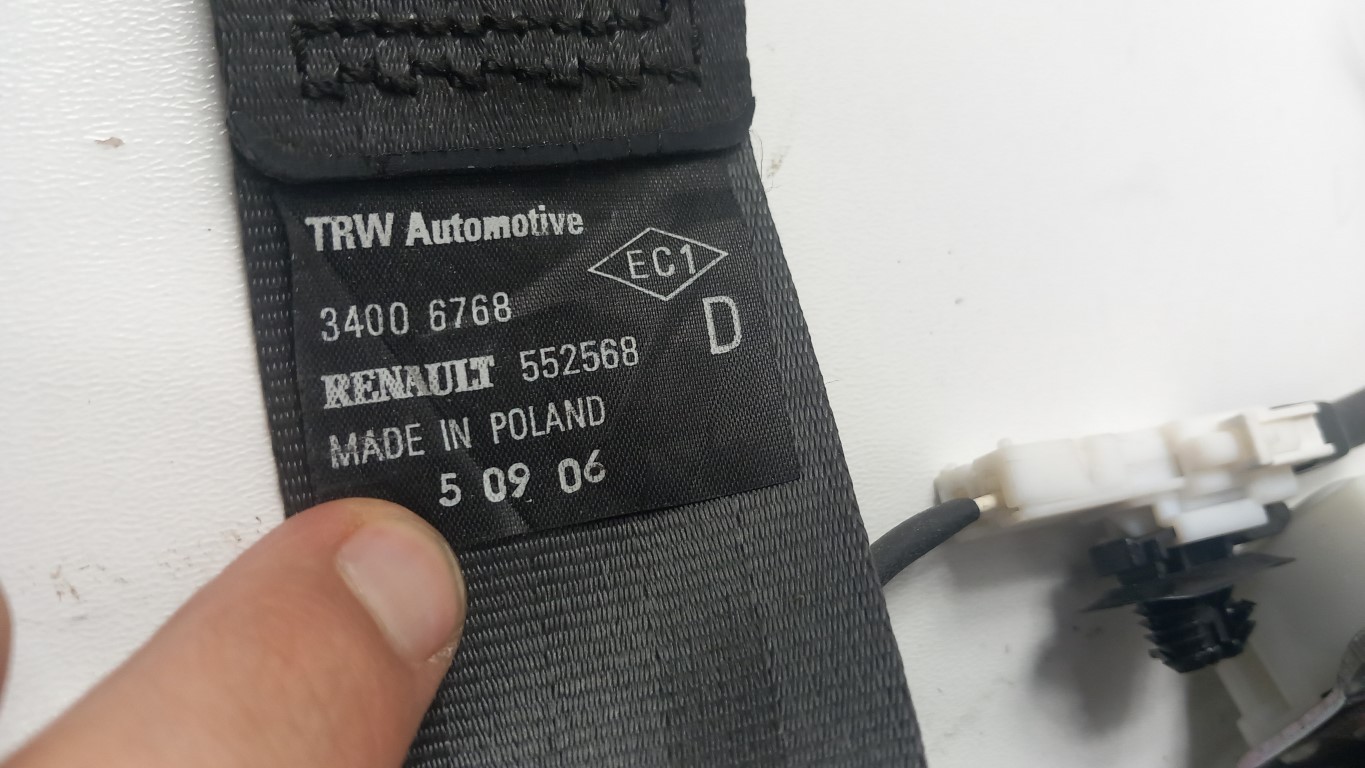 TRW Automotive
EC1
3400 6768
D
RENAULT 552568
MADE IN POLAND
5 09 06